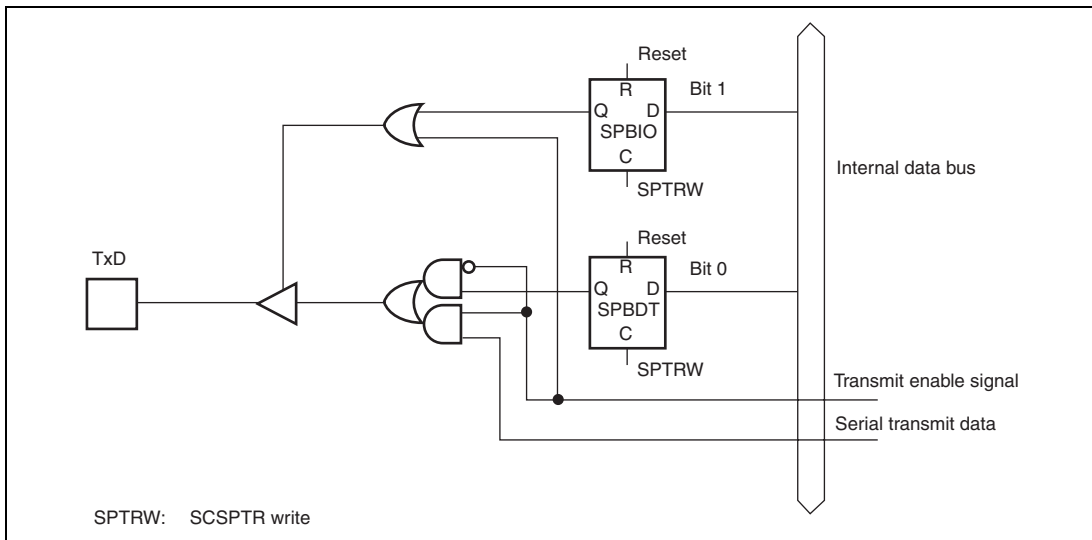 Reset
R
Bit 1
Q D
SPBIO
C
SPTRW
Internal data bus
Reset
R
Bit 0
Q D
SPBDT
C
SPTRW
TxD
Transmit enable signal
Serial transmit data
SPTRW: SCSPTR write